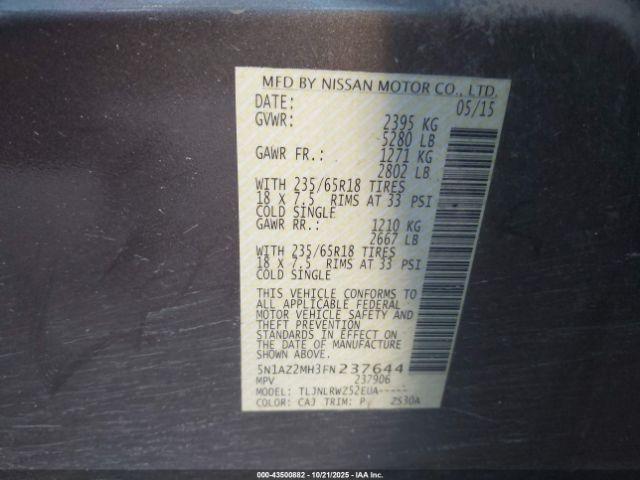 MFD BY NISSAN MOTOR CO., LTD.
DATE: 05/15
GVWR: 2395 KG
5280 LB
GAWR FR.: 1271 KG
2802 LB
WITH 235/65R18 TIRES
18 X 7.5 RIMS AT 33 PSI
COLD SINGLE
GAWR RR.: 1210 KG
2667 LB
WITH 235/65R18 TIRES
18 X 7.5 RIMS AT 33 PSI
COLD SINGLE
THIS VEHICLE CONFORMS TO
ALL APPLICABLE FEDERAL
MOTOR VEHICLE SAFETY AND
THEFT PREVENTION
STANDARDS IN EFFECT ON
THE DATE OF MANUFACTURE
SHOWN ABOVE.
5N1AZ2MH3FN237644
MPV 237906
MODEL: TLJNLRWZ52EUA-----
COLOR: CAJ TRIM: P 2S30A
000-43500882 - 10/21/2025 - IAA Inc.